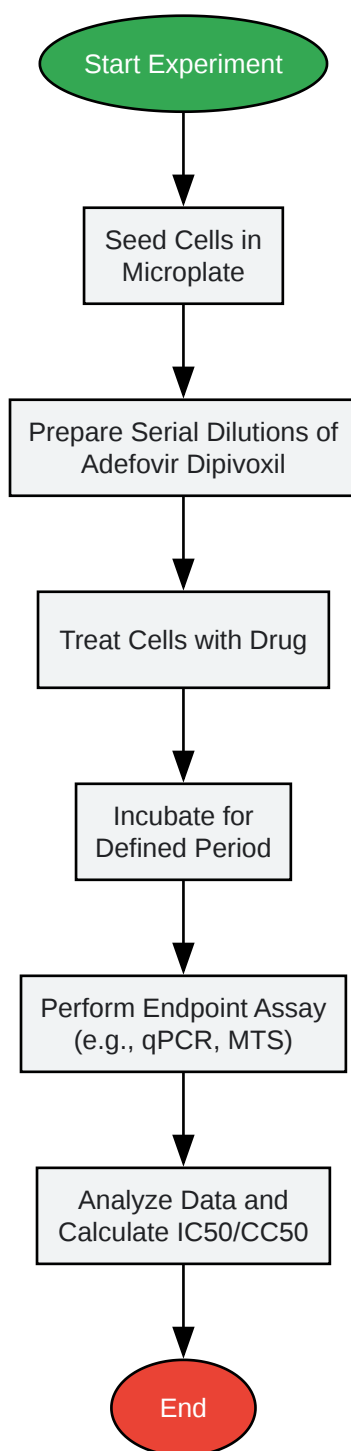 Start Experiment
Seed Cells in
Microplate
Prepare Serial Dilutions of
Adefovir Dipivoxil
Treat Cells with Drug
Incubate for
Defined Period
Perform Endpoint Assay
(e.g., qPCR, MTS)
Analyze Data and
Calculate IC50/CC50
End